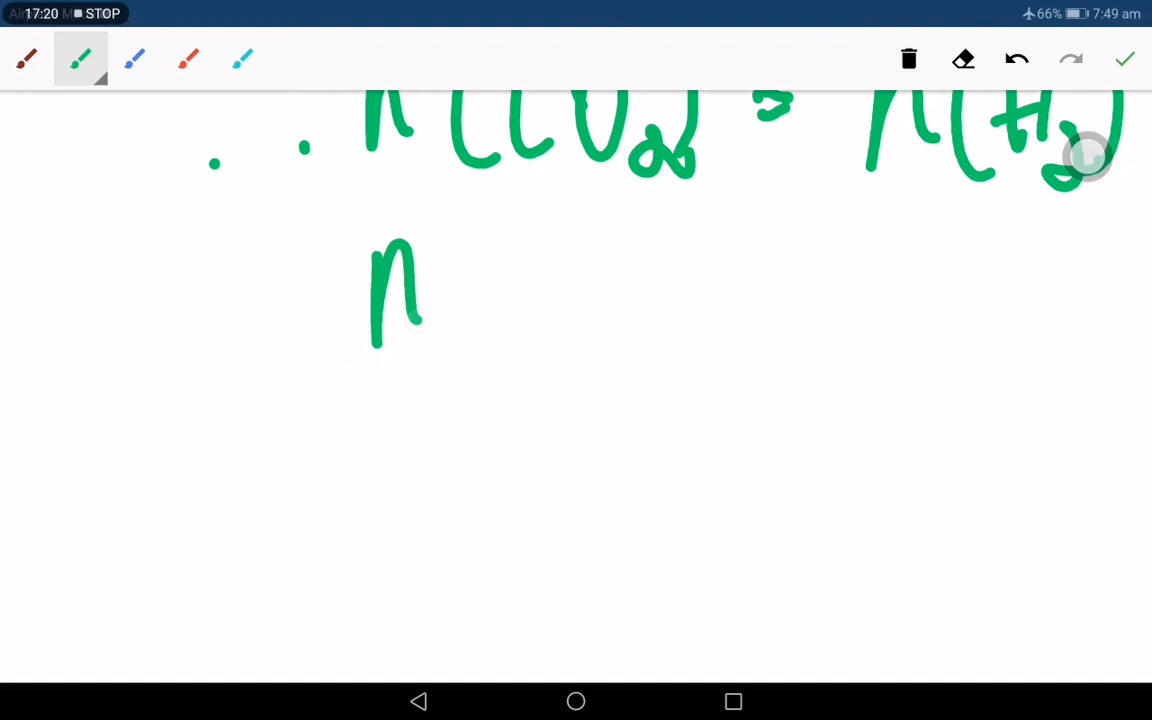 17:20 STOP 66% 7:49 am
∴ n(CO2) = n(H2)
n